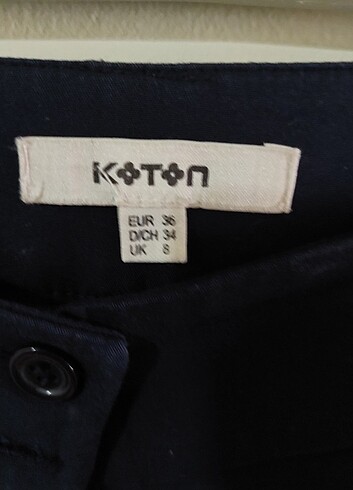 KOTON
EUR 36
D/CH 34
UK 8